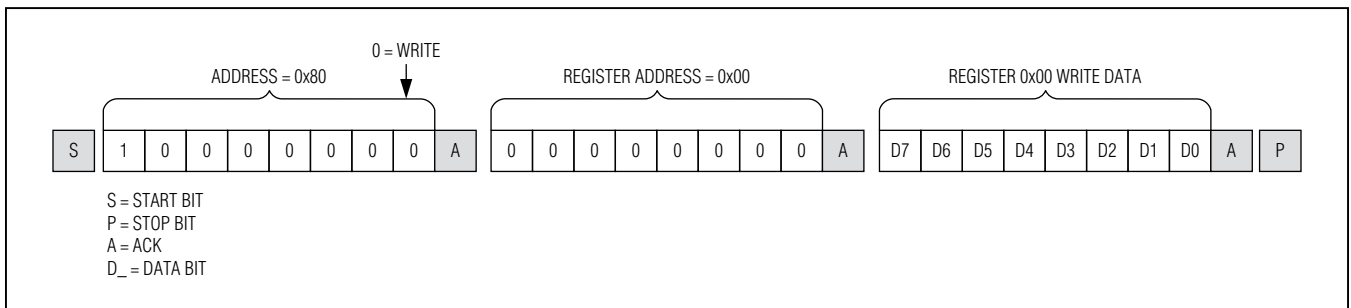 0 = WRITE
ADDRESS = 0x80 REGISTER ADDRESS = 0x00 REGISTER 0x00 WRITE DATA
S 1 0 0 0 0 0 0 0 A 0 0 0 0 0 0 0 0 A D7 D6 D5 D4 D3 D2 D1 D0 A P
S = START BIT
P = STOP BIT
A = ACK
D_ = DATA BIT